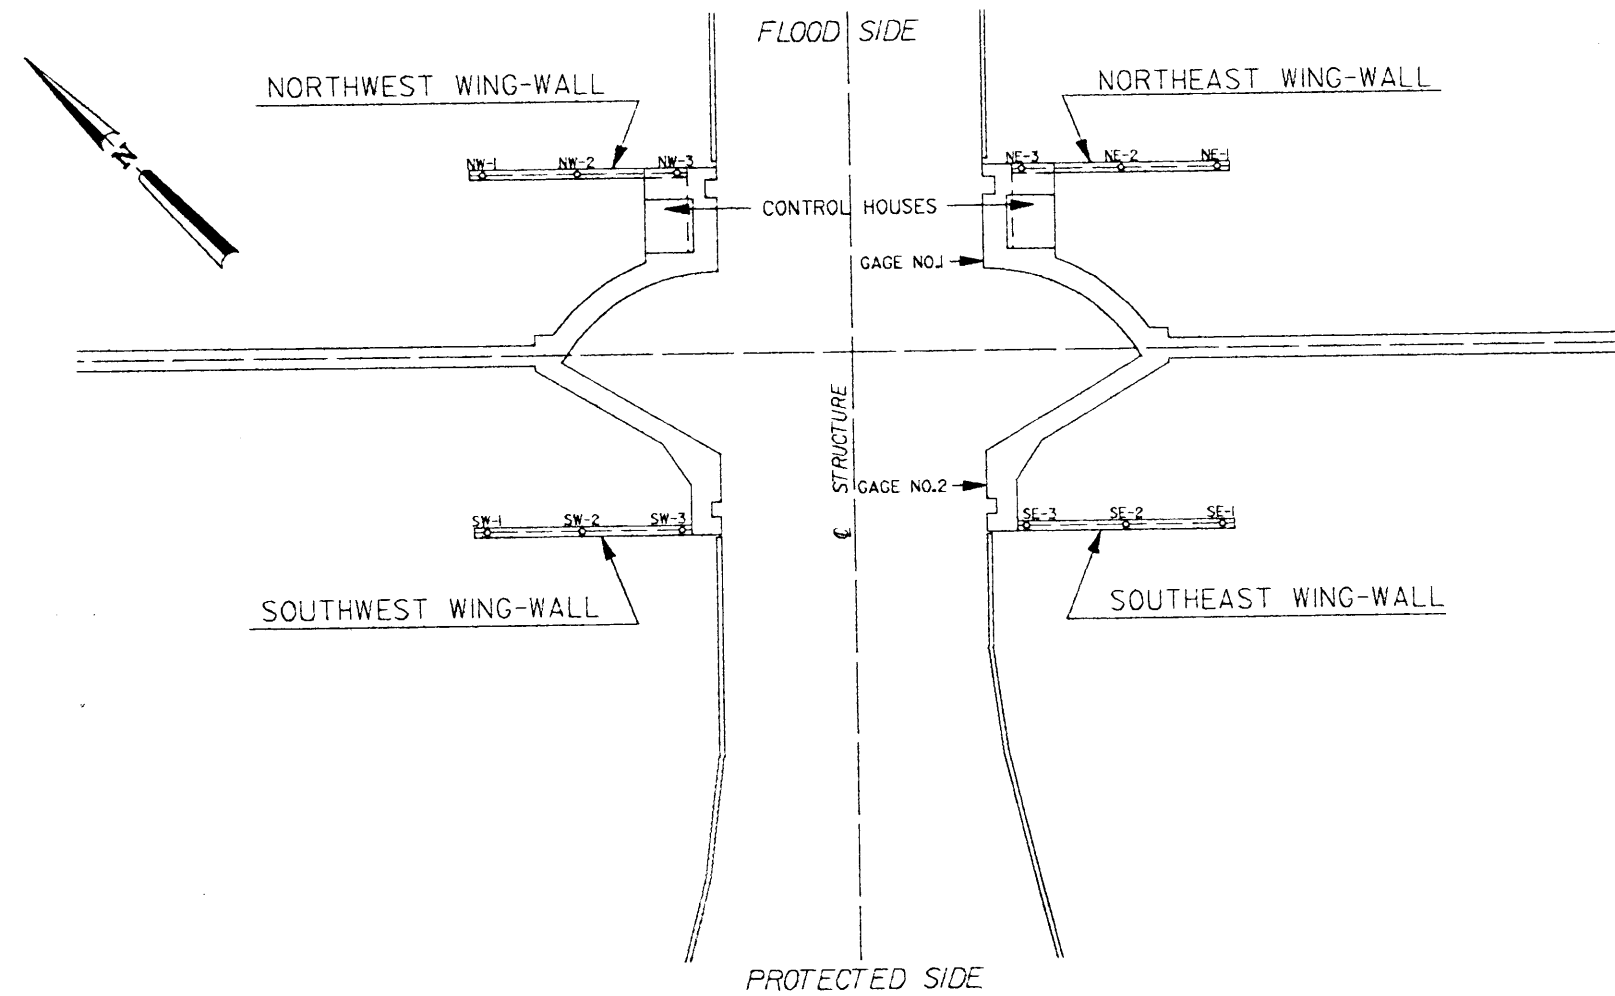 FLOOD SIDE
NORTHWEST WING-WALL
NORTHEAST WING-WALL
N
NW-1 NW-2 NW-3
NE-3 NE-2 NE-1
CONTROL HOUSES
GAGE NO.1
STRUCTURE
GAGE NO.2
℄
SW-1 SW-2 SW-3
SE-3 SE-2 SE-1
SOUTHWEST WING-WALL
SOUTHEAST WING-WALL
PROTECTED SIDE